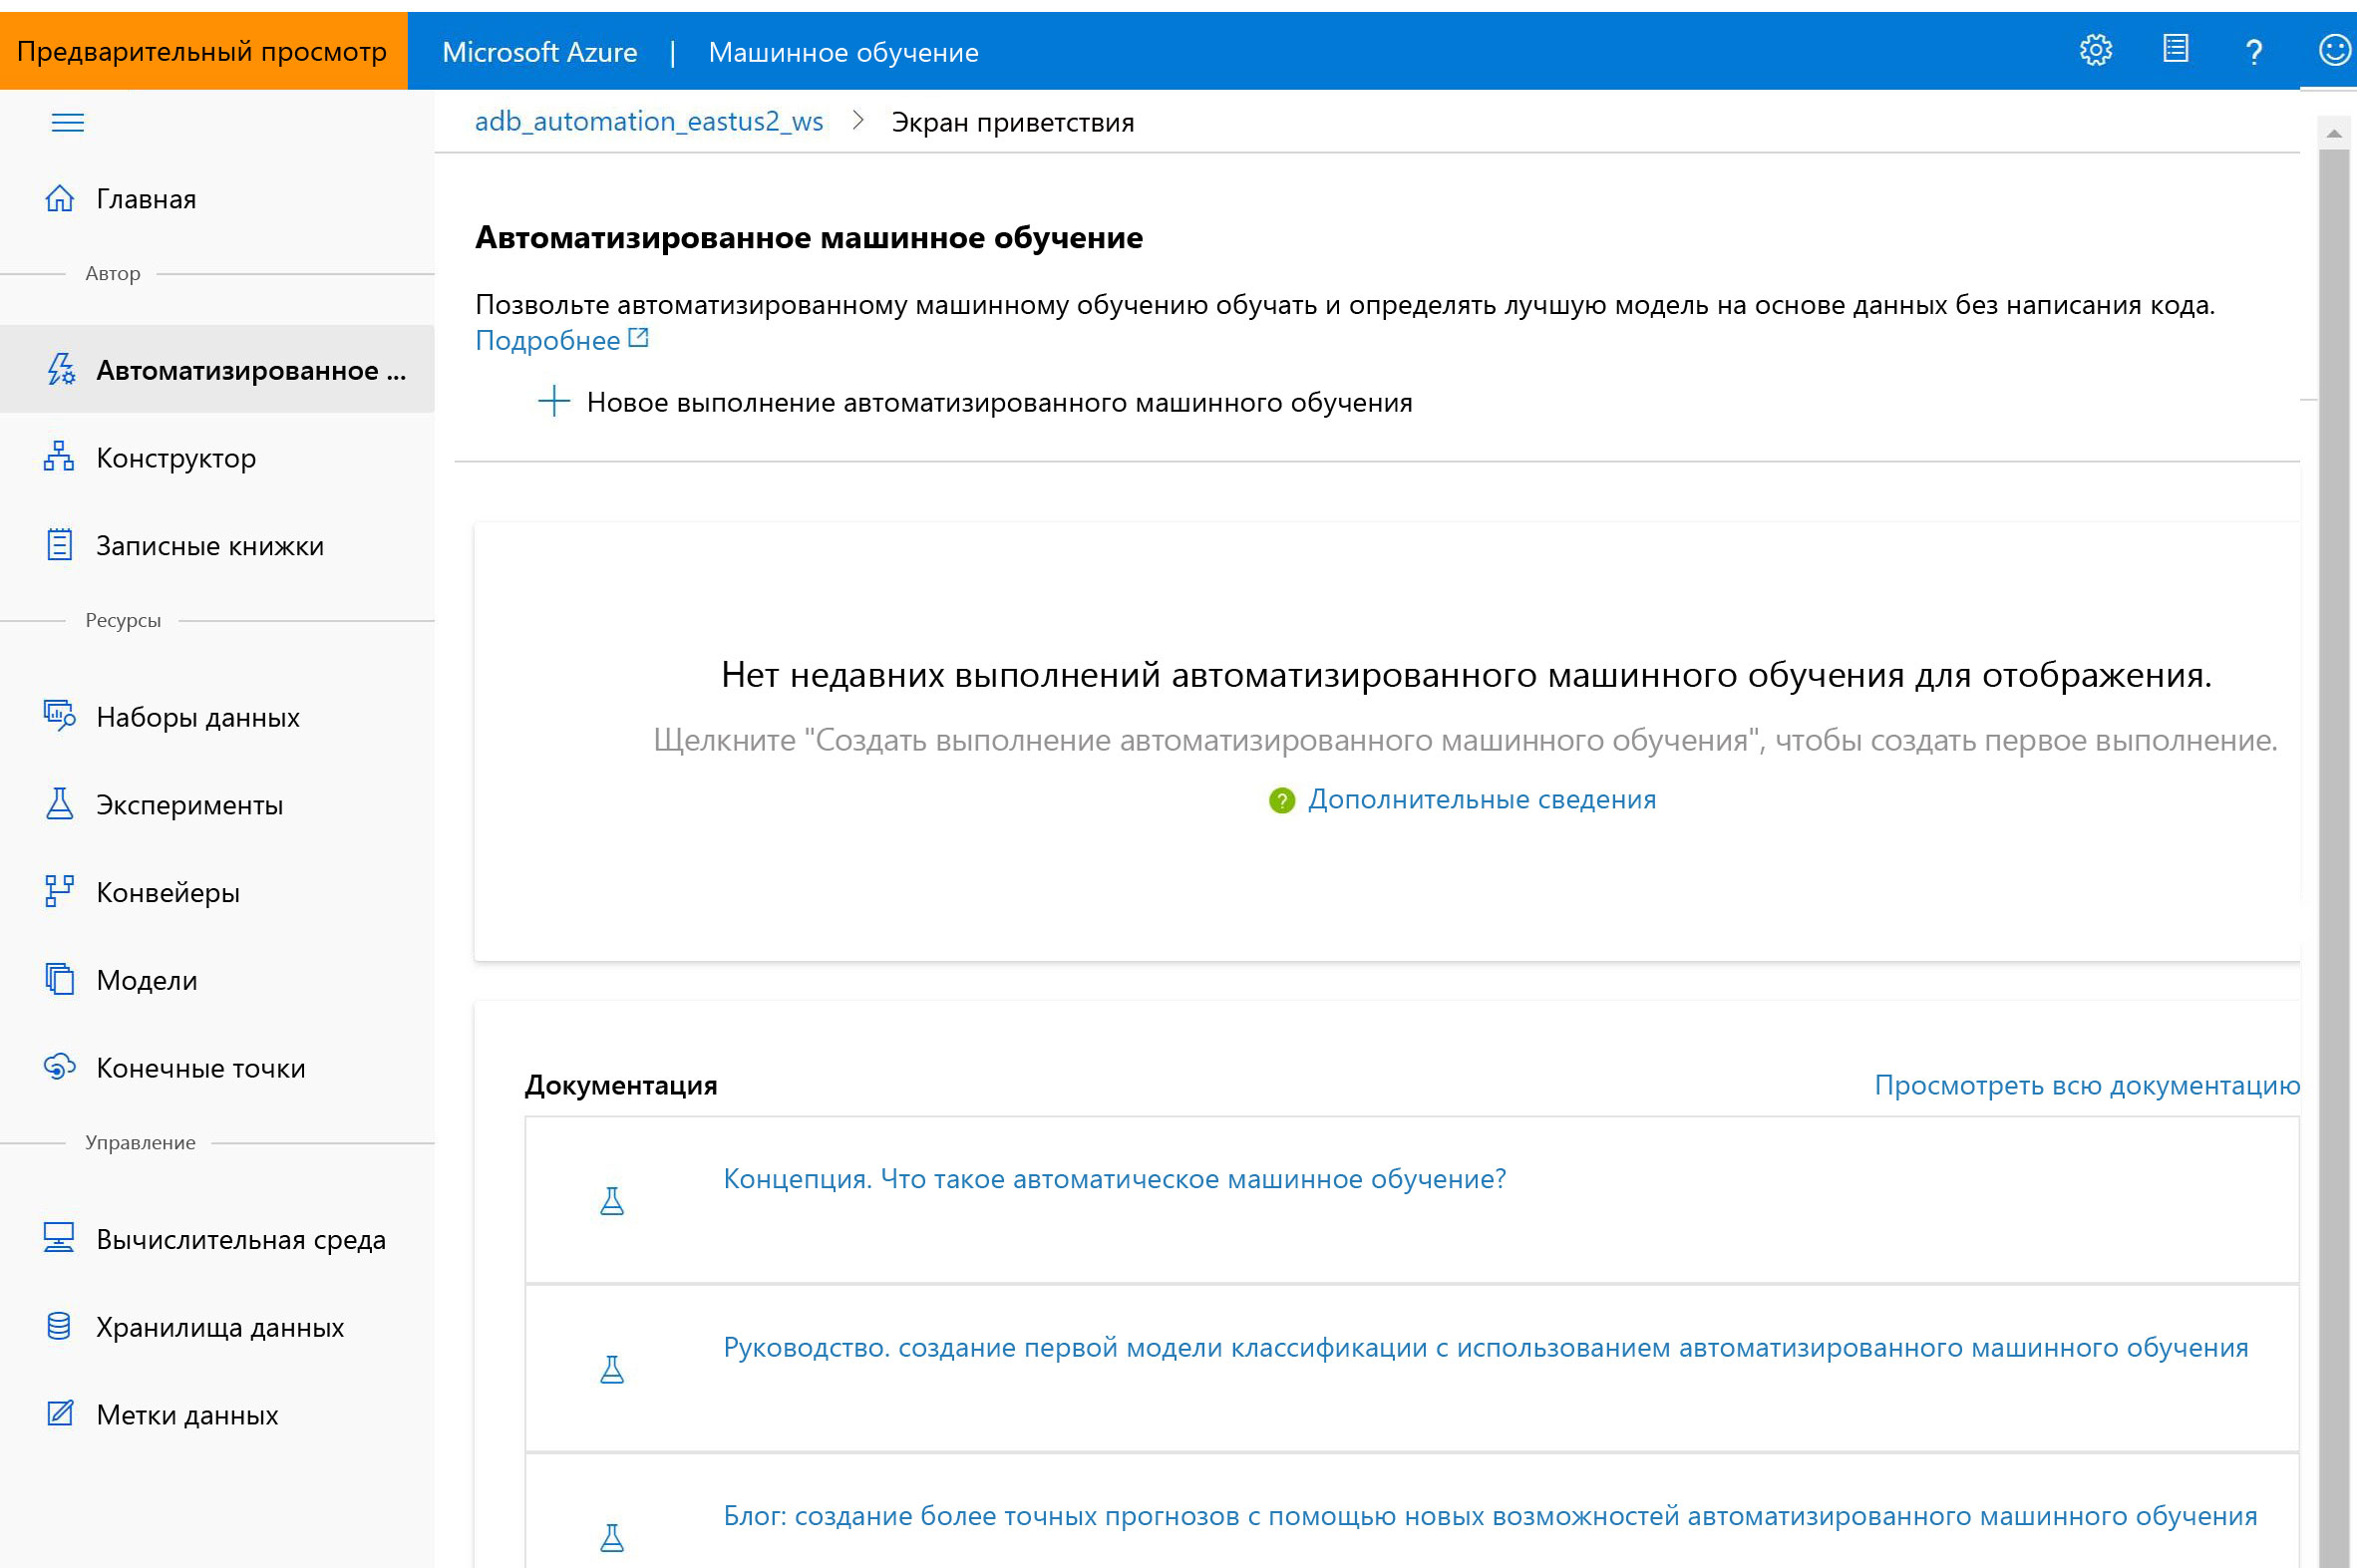 Предварительный просмотр
Microsoft Azure | Машинное обучение
?
adb_automation_eastus2_ws > Экран приветствия
Главная
Автор
Автоматизированное ...
Конструктор
Записные книжки
Ресурсы
Наборы данных
Эксперименты
Конвейеры
Модели
Конечные точки
Управление
Вычислительная среда
Хранилища данных
Метки данных
Автоматизированное машинное обучение
Позвольте автоматизированному машинному обучению обучать и определять лучшую модель на основе данных без написания кода.
Подробнее
Новое выполнение автоматизированного машинного обучения
Нет недавних выполнений автоматизированного машинного обучения для отображения.
Щелкните "Создать выполнение автоматизированного машинного обучения", чтобы создать первое выполнение.
? Дополнительные сведения
Документация
Просмотреть всю документацию
Концепция. Что такое автоматическое машинное обучение?
Руководство. создание первой модели классификации с использованием автоматизированного машинного обучения
Блог: создание более точных прогнозов с помощью новых возможностей автоматизированного машинного обучения